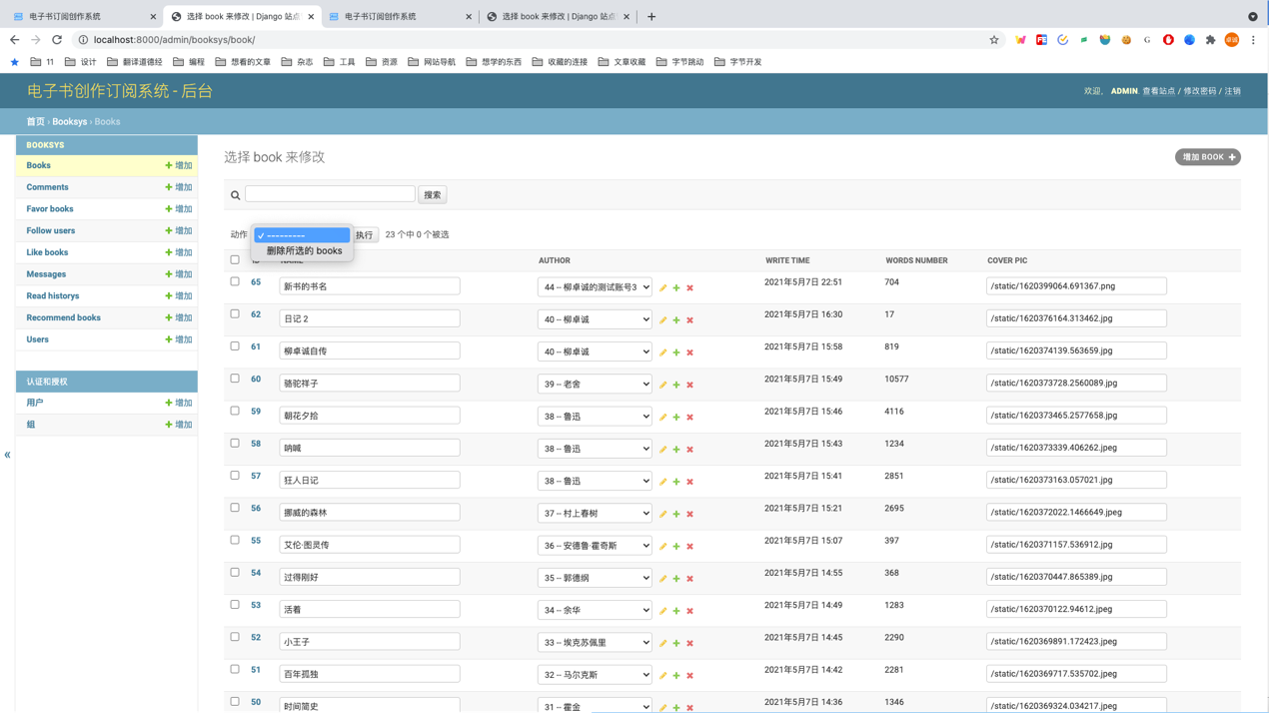 电子书订阅创作系统
选择 book 来修改 | Django 站点
电子书订阅创作系统
选择 book 来修改 | Django 站点
localhost:8000/admin/booksys/book/
11 设计 翻译道德经 编程 想看的文章 杂志 工具 资源 网站导航 想学的东西 收藏的连接 文章收藏 字节跳动 字节开发
电子书创作订阅系统 - 后台
欢迎, ADMIN. 查看站点 / 修改密码 / 注销
首页 › Booksys › Books
BOOKSYS
Books + 增加
Comments + 增加
Favor books + 增加
Follow users + 增加
Like books + 增加
Messages + 增加
Read historys + 增加
Recommend books + 增加
Users + 增加
认证和授权
用户 + 增加
组 + 增加
«
选择 book 来修改
增加 BOOK +
搜索
动作
✓ ---------
删除所选的 books
执行
23 个中 0 个被选
AUTHOR WRITE TIME WORDS NUMBER COVER PIC
65 新书的书名 44 -- 柳卓诚的测试账号3 2021年5月7日 22:51 704 /static/1620399064.691367.png
62 日记 2 40 -- 柳卓诚 2021年5月7日 16:30 17 /static/1620376164.313462.jpg
61 柳卓诚自传 40 -- 柳卓诚 2021年5月7日 15:58 819 /static/1620374139.563659.jpg
60 骆驼祥子 39 -- 老舍 2021年5月7日 15:49 10577 /static/1620373728.2560089.jpg
59 朝花夕拾 38 -- 鲁迅 2021年5月7日 15:46 4116 /static/1620373465.2577658.jpg
58 呐喊 38 -- 鲁迅 2021年5月7日 15:43 1234 /static/1620373339.406262.jpeg
57 狂人日记 38 -- 鲁迅 2021年5月7日 15:41 2851 /static/1620373163.057021.jpg
56 挪威的森林 37 -- 村上春树 2021年5月7日 15:21 2695 /static/1620372022.1466649.jpeg
55 艾伦·图灵传 36 -- 安德鲁·霍奇斯 2021年5月7日 15:07 397 /static/1620371157.536912.jpg
54 过得刚好 35 -- 郭德纲 2021年5月7日 14:55 368 /static/1620370447.865389.jpg
53 活着 34 -- 余华 2021年5月7日 14:49 1283 /static/1620370122.94612.jpeg
52 小王子 33 -- 埃克苏佩里 2021年5月7日 14:45 2290 /static/1620369891.172423.jpeg
51 百年孤独 32 -- 马尔克斯 2021年5月7日 14:42 2281 /static/1620369717.535702.jpeg
50 时间简史 31 -- 霍金 2021年5月7日 14:36 1346 /static/1620369324.034217.jpeg